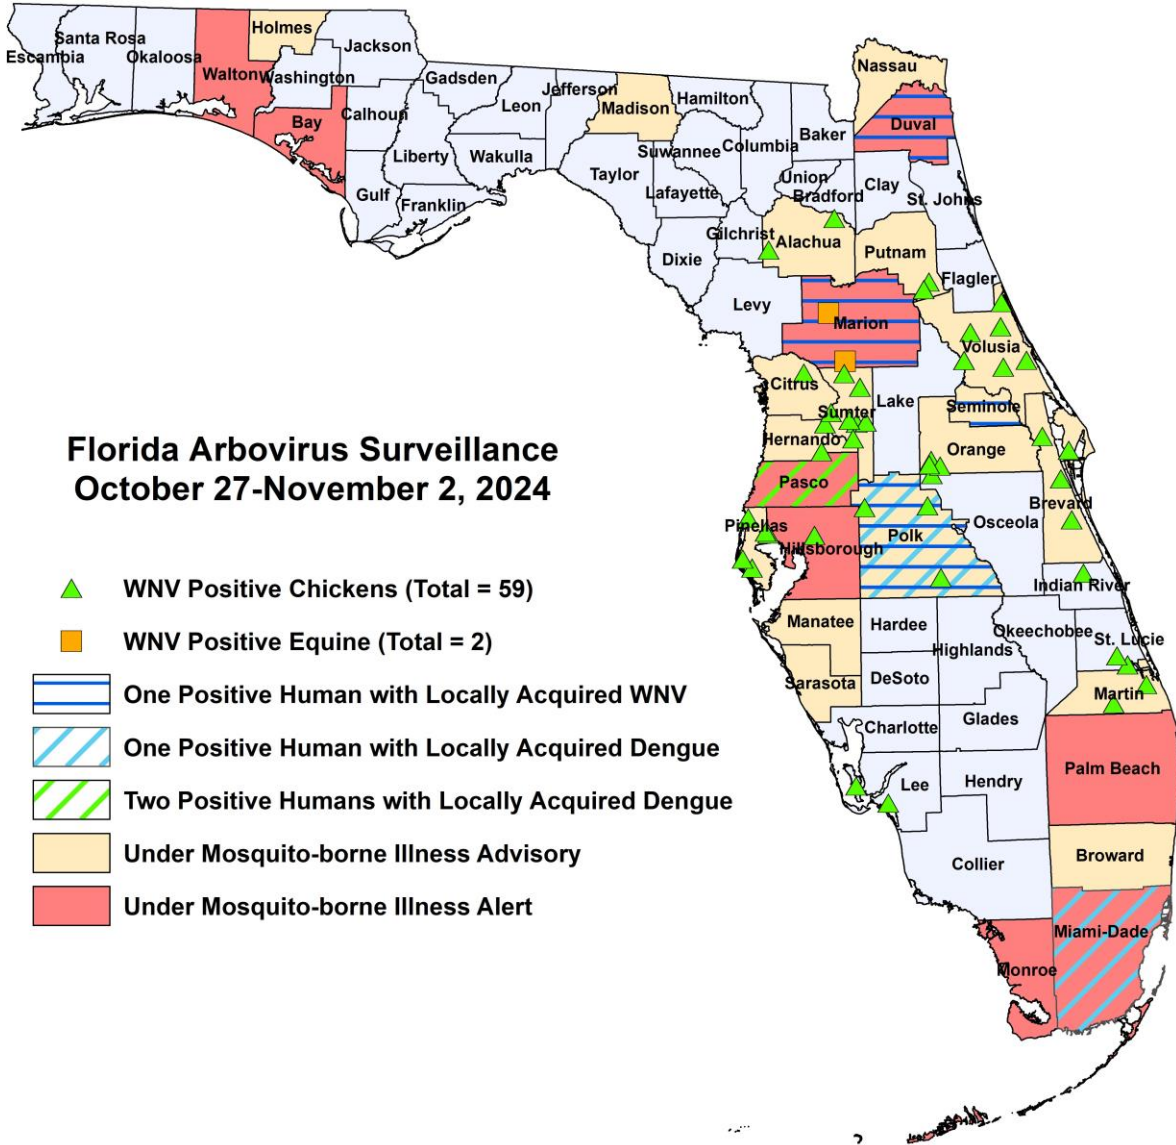 Holmes
Santa Rosa
Jackson
Escambia
Okaloosa
Walton
Washington
Gadsden
Nassau
Jefferson
Hamilton
Leon
Madison
Bay
Calhoun
Duval
Baker
Suwannee
Columbia
Liberty
Wakulla
Taylor
Union
Clay
Lafayette
Bradford
St. Johns
Gulf
Franklin
Gilchrist
Alachua
Putnam
Dixie
Flagler
Levy
Marion
Volusia
Citrus
Lake
Seminole
Sumter
Hernando
Orange
Florida Arbovirus Surveillance
October 27-November 2, 2024
Pasco
Brevard
Pinellas
Osceola
Polk
Hillsborough
WNV Positive Chickens (Total = 59)
Indian River
Manatee
Hardee
Okeechobee
St. Lucie
WNV Positive Equine (Total = 2)
Highlands
Sarasota
DeSoto
Martin
One Positive Human with Locally Acquired WNV
Charlotte
Glades
One Positive Human with Locally Acquired Dengue
Palm Beach
Lee
Hendry
Two Positive Humans with Locally Acquired Dengue
Under Mosquito-borne Illness Advisory
Broward
Collier
Under Mosquito-borne Illness Alert
Miami-Dade
Monroe